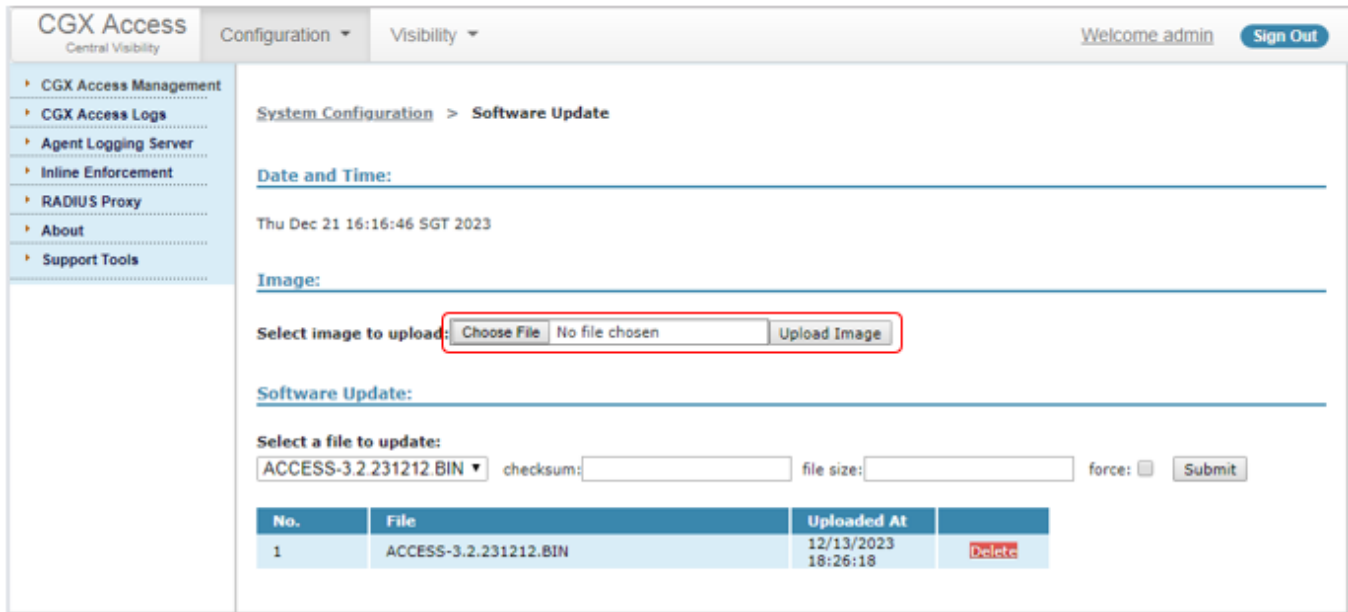 CGX Access
Central Visibility
Configuration
Visibility
Welcome admin
Sign Out
CGX Access Management
CGX Access Logs
Agent Logging Server
Inline Enforcement
RADIUS Proxy
About
Support Tools
System Configuration > Software Update
Date and Time:
Thu Dec 21 16:16:46 SGT 2023
Image:
Select image to upload: Choose File No file chosen Upload Image
Software Update:
Select a file to update:
ACCESS-3.2.231212.BIN checksum: file size: force: Submit
No. File Uploaded At
1 ACCESS-3.2.231212.BIN 12/13/2023 18:26:18 Delete